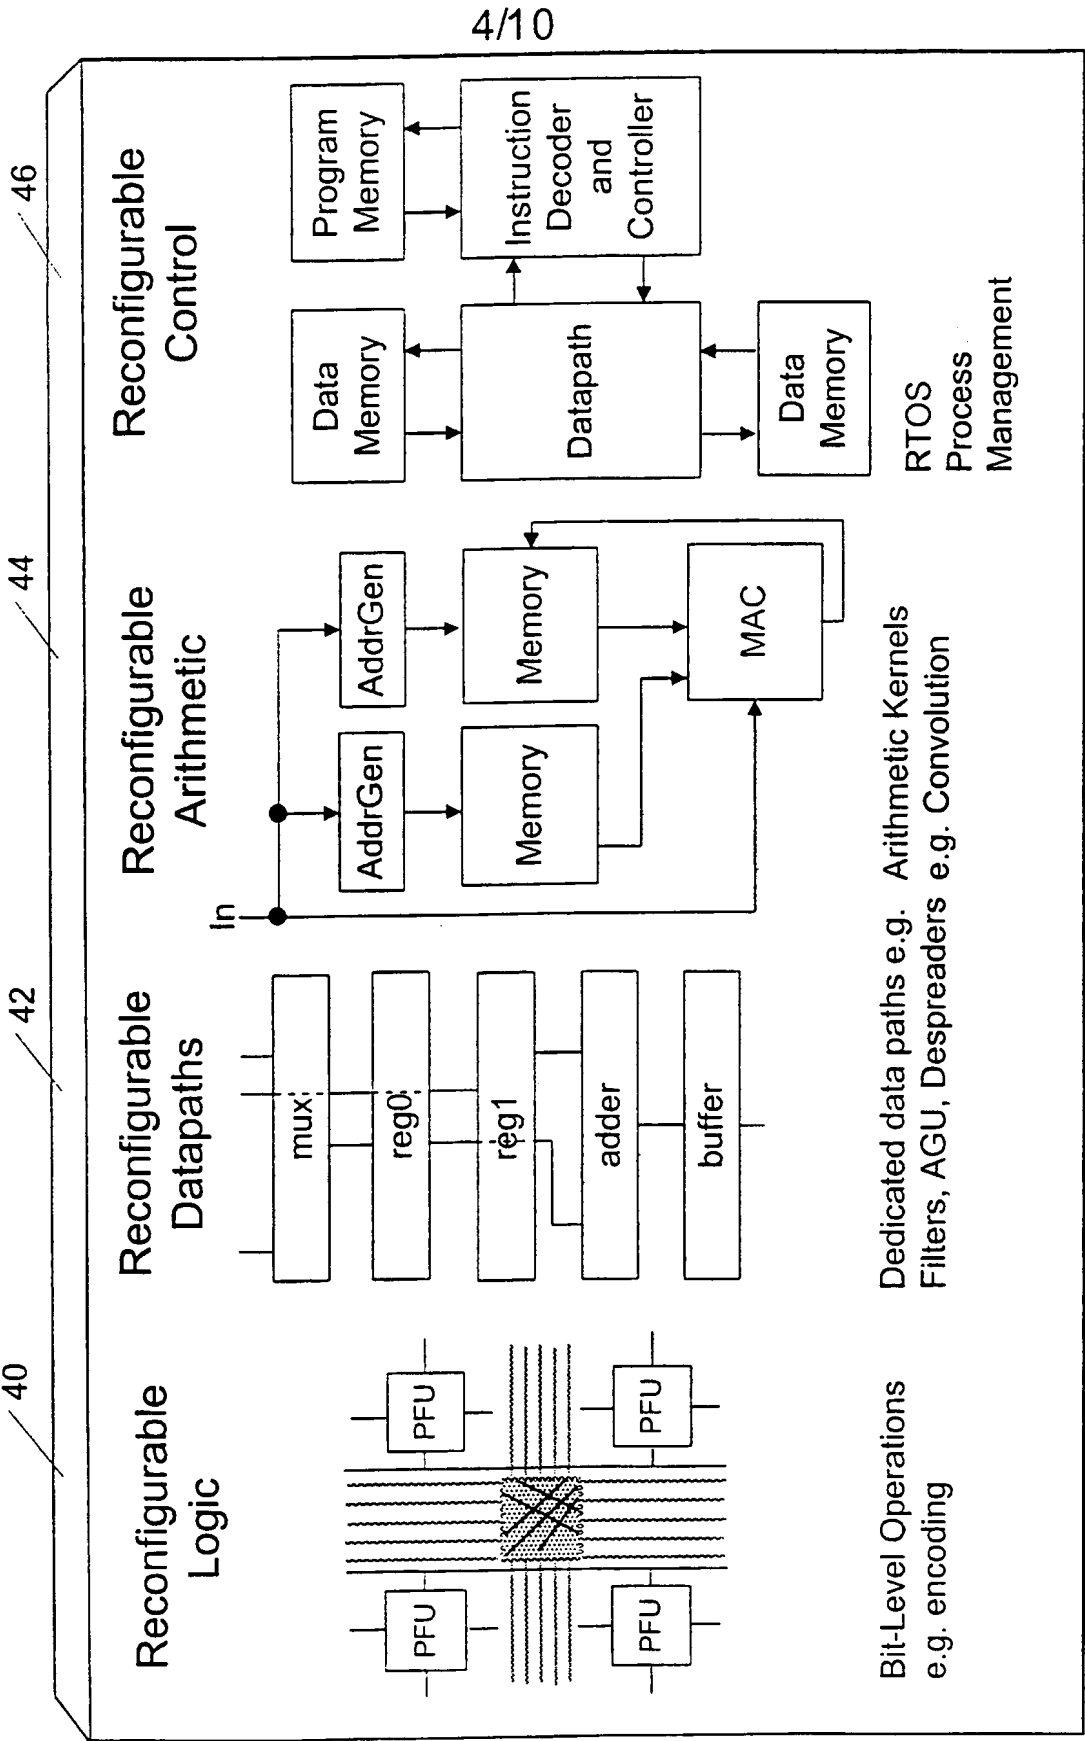 4/10
40
42
44
46
Reconfigurable
Logic
PFU
PFU
PFU
PFU
Bit-Level Operations
e.g. encoding
Reconfigurable
Datapaths
mux
reg0
reg1
adder
buffer
Dedicated data paths e.g.
Filters, AGU, Despreaders
Reconfigurable
Arithmetic
In
AddrGen
AddrGen
Memory
Memory
MAC
Arithmetic Kernels
e.g. Convolution
Reconfigurable
Control
Data
Memory
Program
Memory
Datapath
Instruction
Decoder
and
Controller
Data
Memory
RTOS
Process
Management